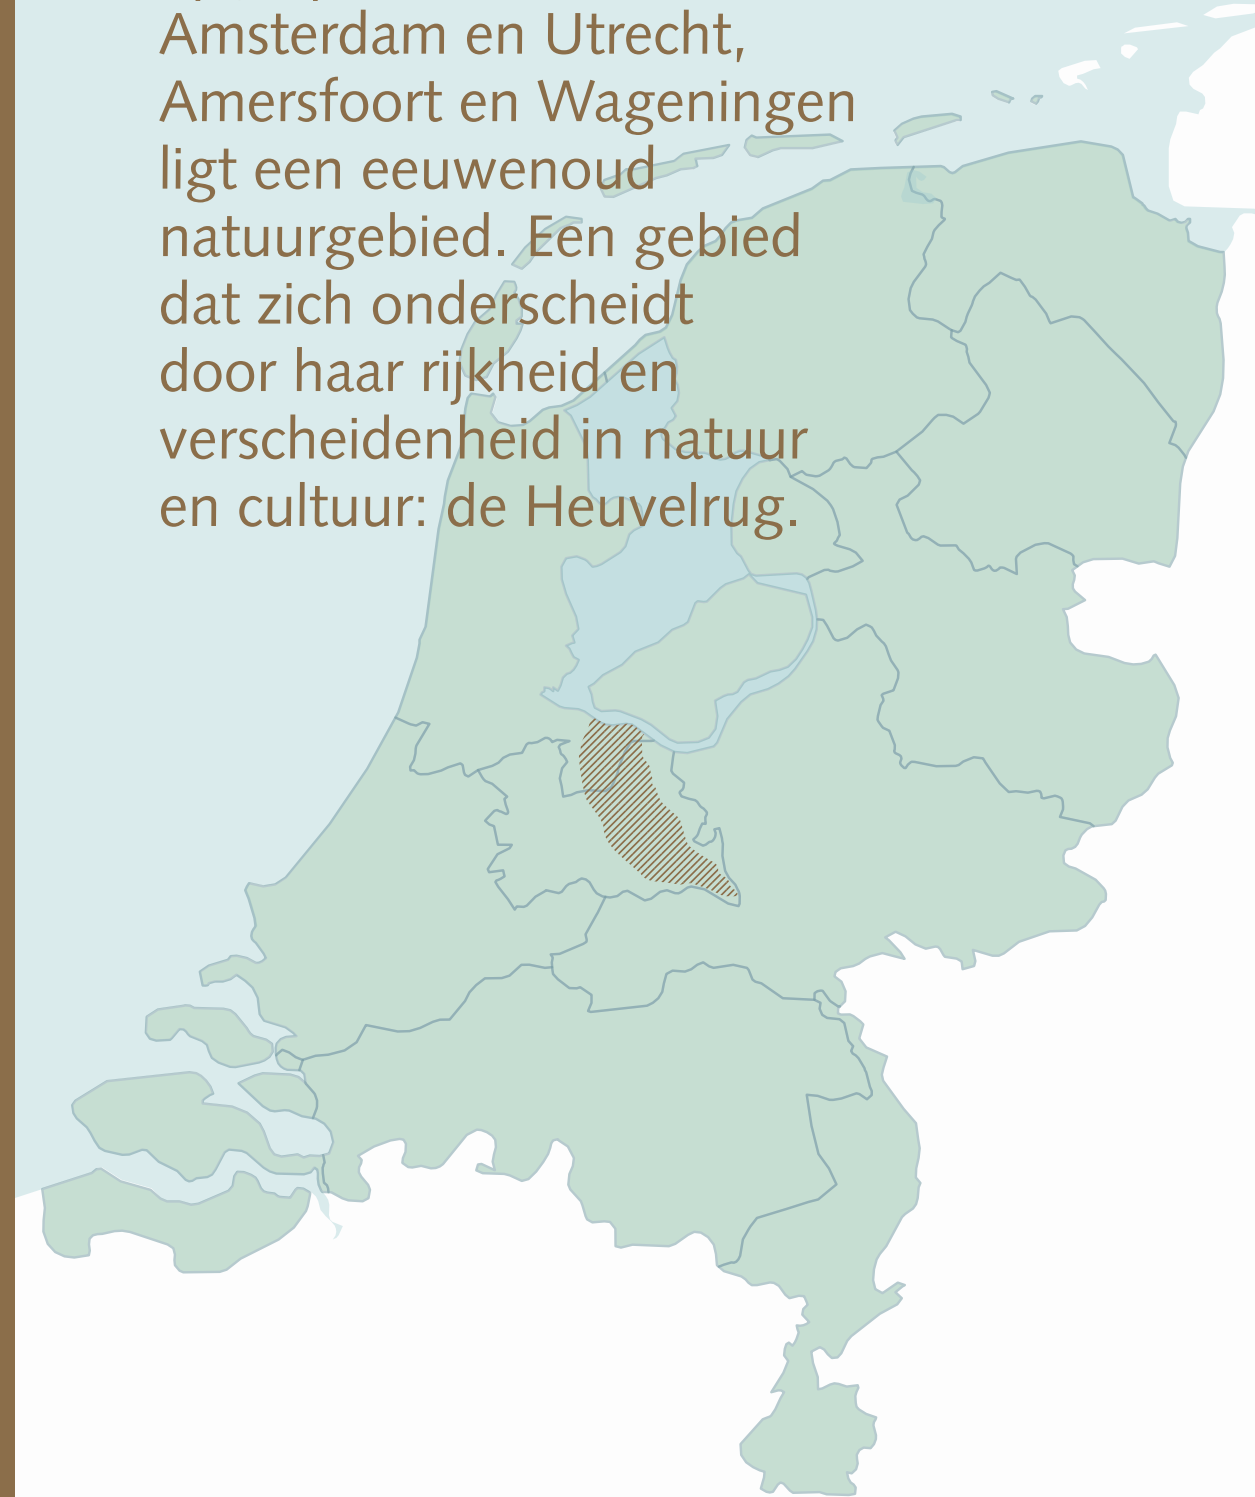 Amsterdam en Utrecht,
Amersfoort en Wageningen
ligt een eeuwenoud
natuurgebied. Een gebied
dat zich onderscheidt
door haar rijkheid en
verscheidenheid in natuur
en cultuur: de Heuvelrug.